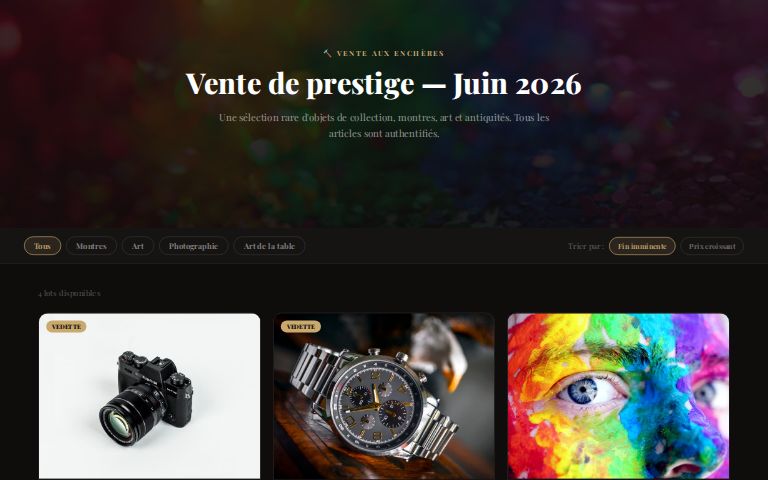 🔨 VENTE AUX ENCHÈRES
Vente de prestige — Juin 2026
Une sélection rare d'objets de collection, montres, art et antiquités. Tous les
articles sont authentifiés.
Tous Montres Art Photographie Art de la table Trier par : Fin imminente Prix croissant
4 lots disponibles
VEDETTE VEDETTE